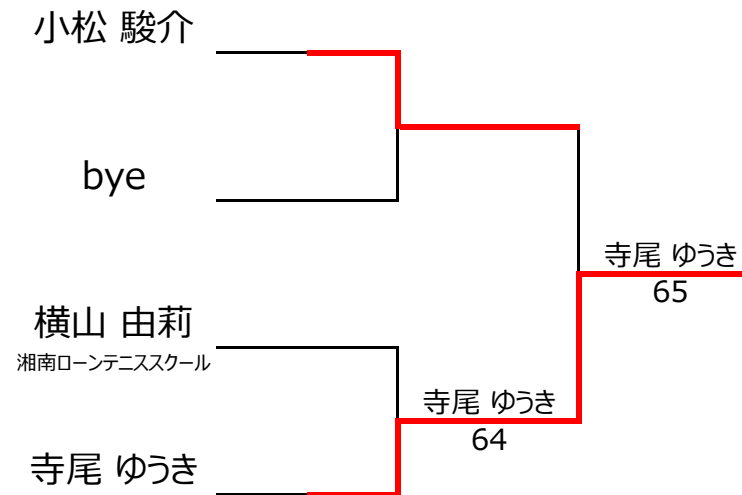 小松 駿介
bye
横山 由莉
湘南ローンテニススクール
寺尾 ゆうき
寺尾 ゆうき
64
寺尾 ゆうき
65